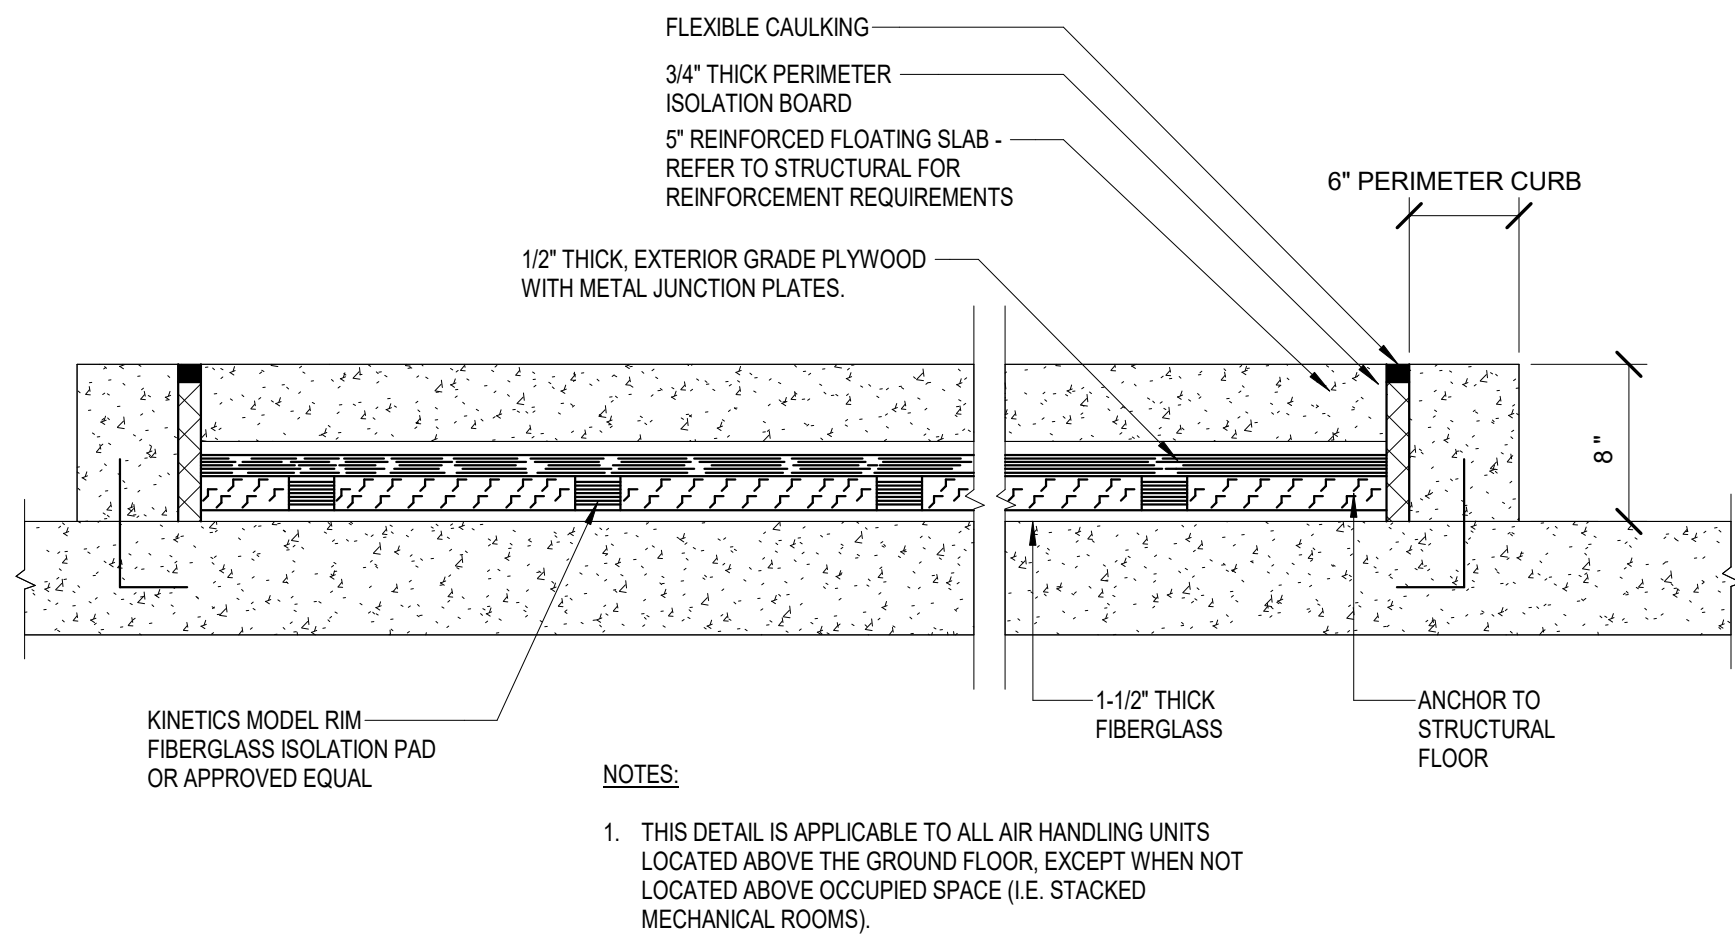 FLEXIBLE CAULKING
3/4" THICK PERIMETER
ISOLATION BOARD
5" REINFORCED FLOATING SLAB -
REFER TO STRUCTURAL FOR
REINFORCEMENT REQUIREMENTS
6" PERIMETER CURB
1/2" THICK, EXTERIOR GRADE PLYWOOD
WITH METAL JUNCTION PLATES.
8"
KINETICS MODEL RIM
FIBERGLASS ISOLATION PAD
OR APPROVED EQUAL
1-1/2" THICK
FIBERGLASS
ANCHOR TO
STRUCTURAL
FLOOR
NOTES:
1. THIS DETAIL IS APPLICABLE TO ALL AIR HANDLING UNITS
LOCATED ABOVE THE GROUND FLOOR, EXCEPT WHEN NOT
LOCATED ABOVE OCCUPIED SPACE (I.E. STACKED
MECHANICAL ROOMS).